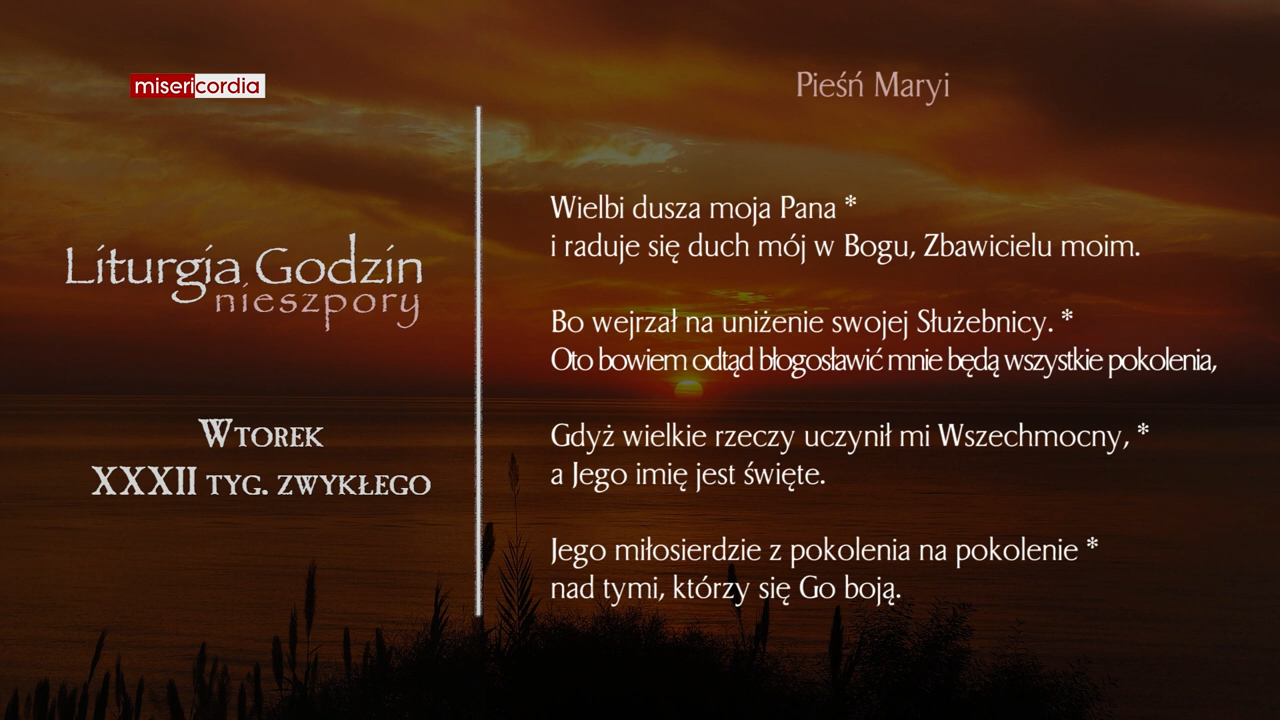 misericordia
Liturgia Godzin
nieszpory
Wtorek
XXXII tyg. zwykłego
Pieśń Maryi
Wielbi dusza moja Pana *
i raduje się duch mój w Bogu, Zbawicielu moim.
Bo wejrzał na uniżenie swojej Służebnicy. *
Oto bowiem odtąd błogosławić mnie będą wszystkie pokolenia,
Gdyż wielkie rzeczy uczynił mi Wszechmocny, *
a Jego imię jest święte.
Jego miłosierdzie z pokolenia na pokolenie *
nad tymi, którzy się Go boją.